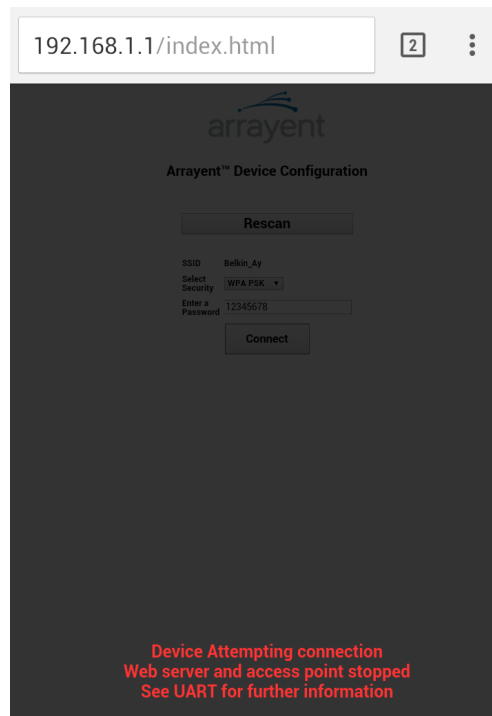 192.168.1.1/index.html
2
arrayent
Arrayent™ Device Configuration
Rescan
SSID Belkin_Ay
Select Security WPA PSK
Enter a Password 12345678
Connect
Device Attempting connection
Web server and access point stopped
See UART for further information